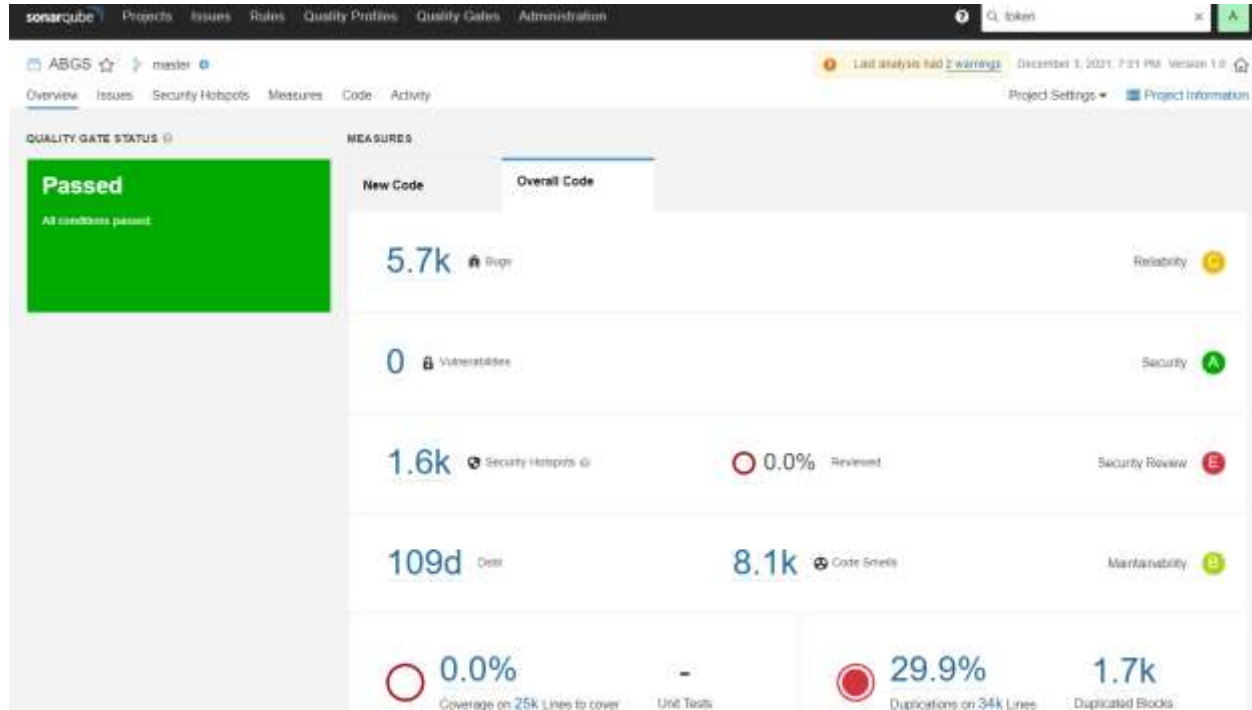 sonarqube Projects Issues Rules Quality Profiles Quality Gates Administration token A
ABGS master Last analysis had 2 warnings December 3, 2021, 7:21 PM Version 1.0
Overview Issues Security Hotspots Measures Code Activity Project Settings Project Information
QUALITY GATE STATUS MEASURES
Passed
All conditions passed.
New Code Overall Code
5.7k Bugs Reliability C
0 Vulnerabilities Security A
1.6k Security Hotspots 0.0% Reviewed Security Review E
109d Debt 8.1k Code Smells Maintainability B
0.0% - 29.9% 1.7k
Coverage on 25k Lines to cover Unit Tests Duplications on 34k Lines Duplicated Blocks